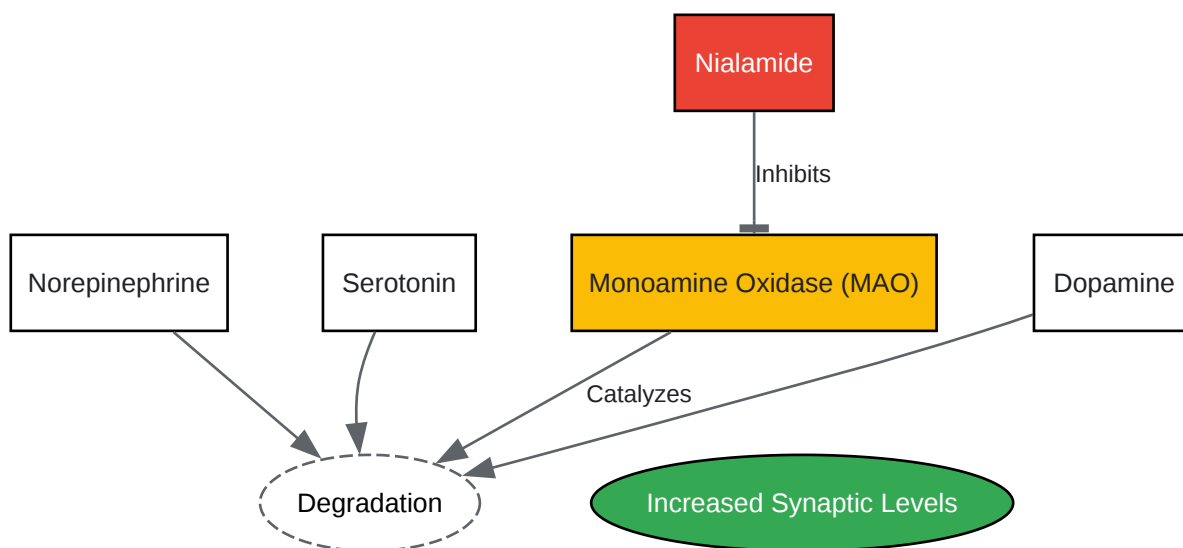 Nialamide
Inhibits
Norepinephrine
Serotonin
Monoamine Oxidase (MAO)
Dopamine
Catalyzes
Degradation
Increased Synaptic Levels